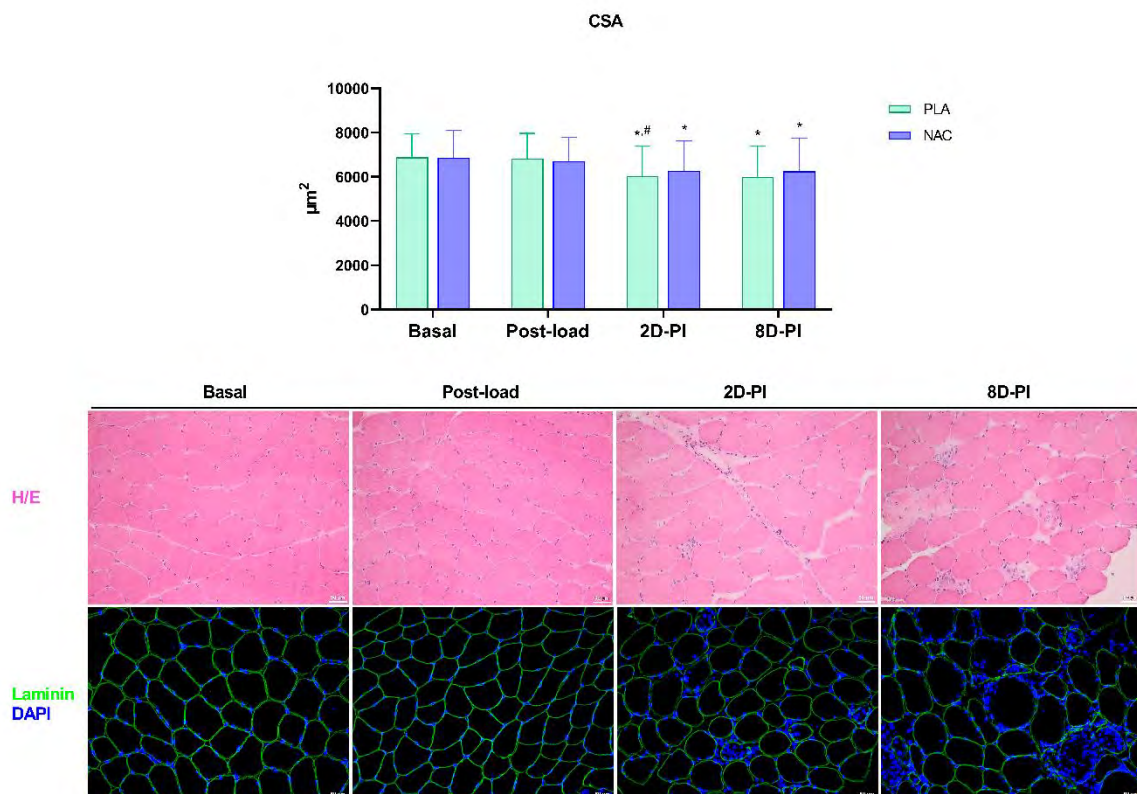 CSA
10000
8000
6000
4000
2000
0
µm²
*,#
*
*
*
PLA
NAC
Basal
Post-load
2D-PI
8D-PI
Basal
Post-load
2D-PI
8D-PI
H/E
Laminin
DAPI